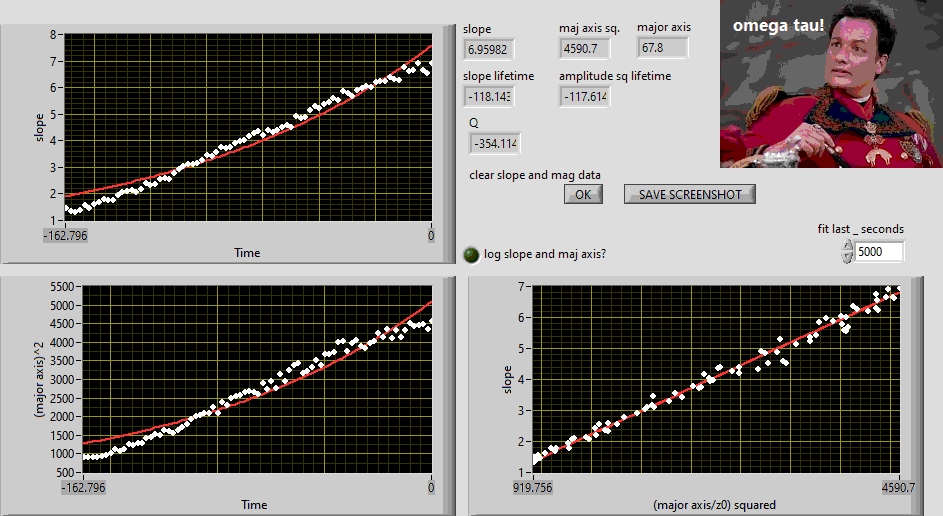 8
7
6
5
4
3
2
1
slope
-162.796
0
Time
slope
6.95982
maj axis sq.
4590.7
major axis
67.8
slope lifetime
-118.143
amplitude sq lifetime
-117.614
Q
-354.114
clear slope and mag data
OK
SAVE SCREENSHOT
omega tau!
log slope and maj axis?
fit last _ seconds
5000
5500
5000
4500
4000
3500
3000
2500
2000
1500
1000
500
(major axis)^2
-162.796
0
Time
7
6
5
4
3
2
1
slope
919.756
4590.7
(major axis/z0) squared